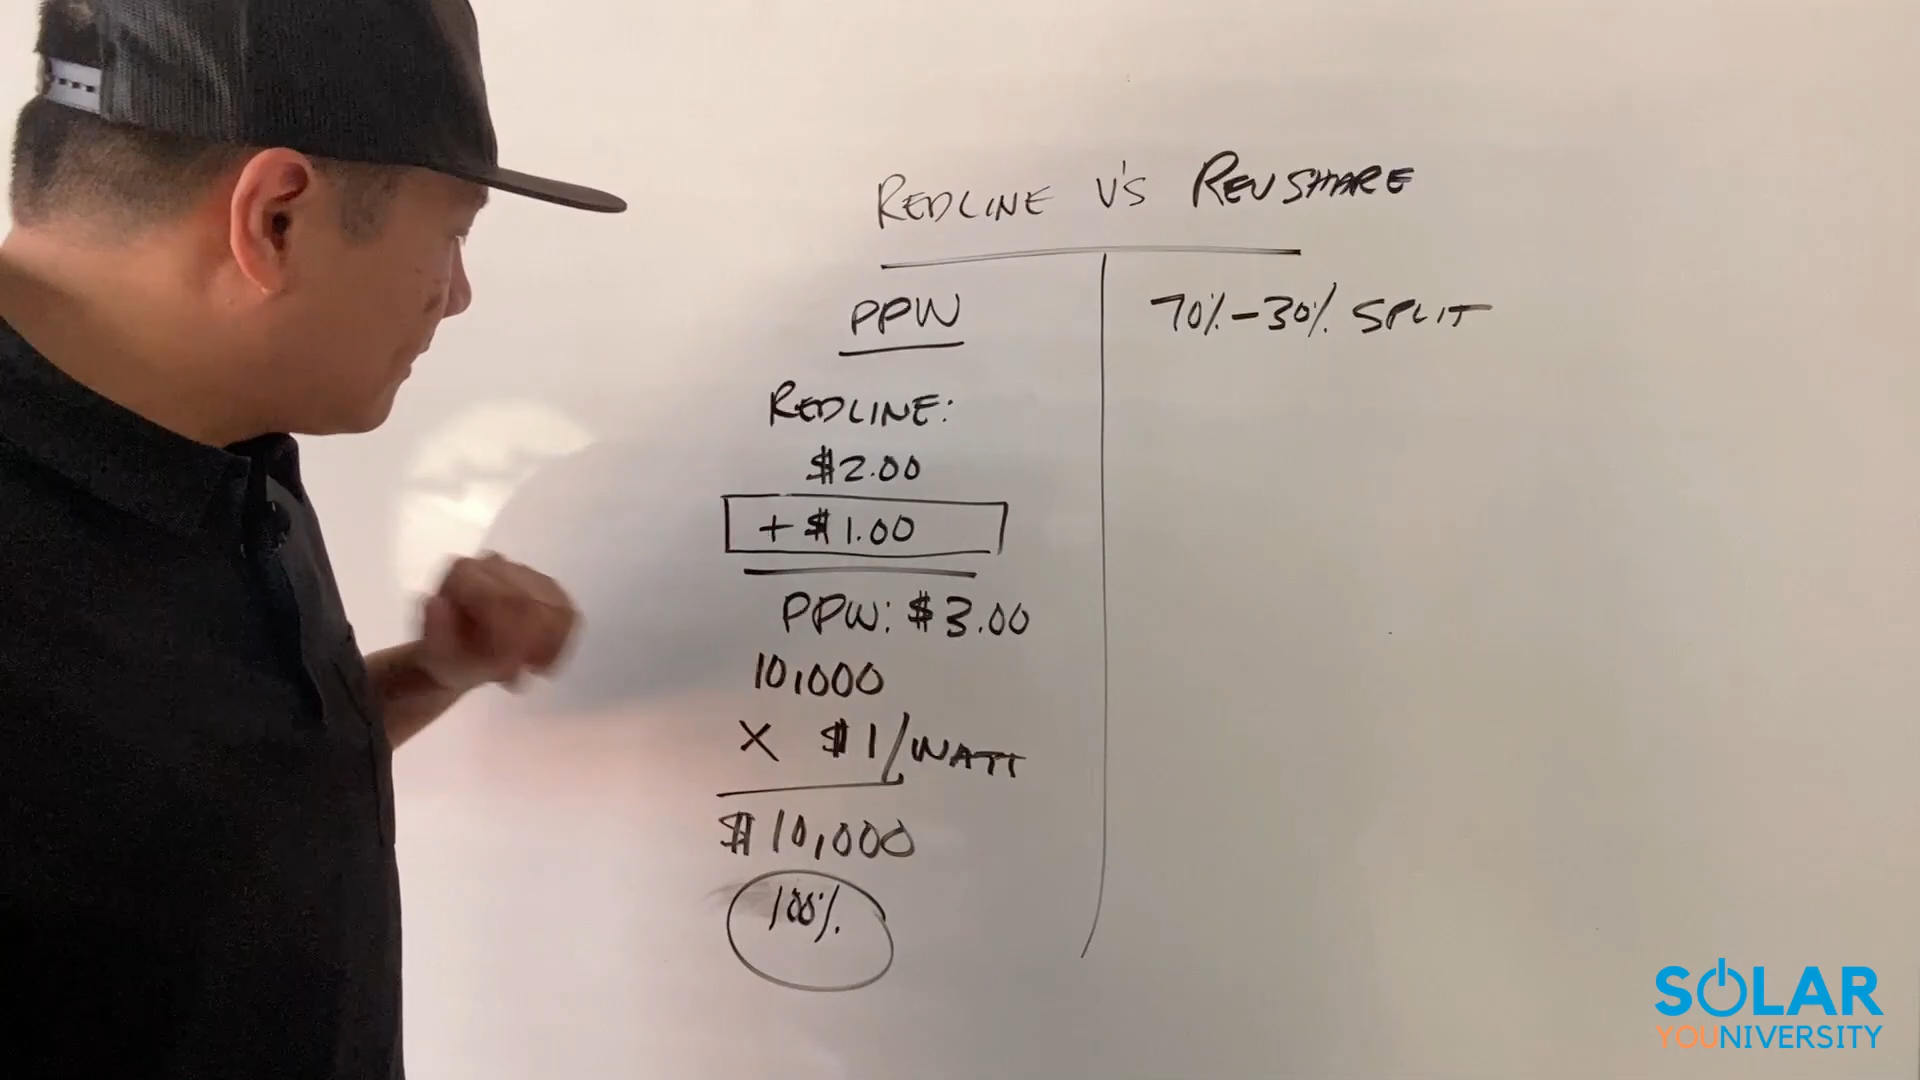 REDLINE V'S REVSHARE
PPW
REDLINE:
$2.00
+ $1.00
PPW: $3.00
10,000
X $1/WATT
$10,000
100%
70%-30% SPLIT
SOLAR
YOUNIVERSITY